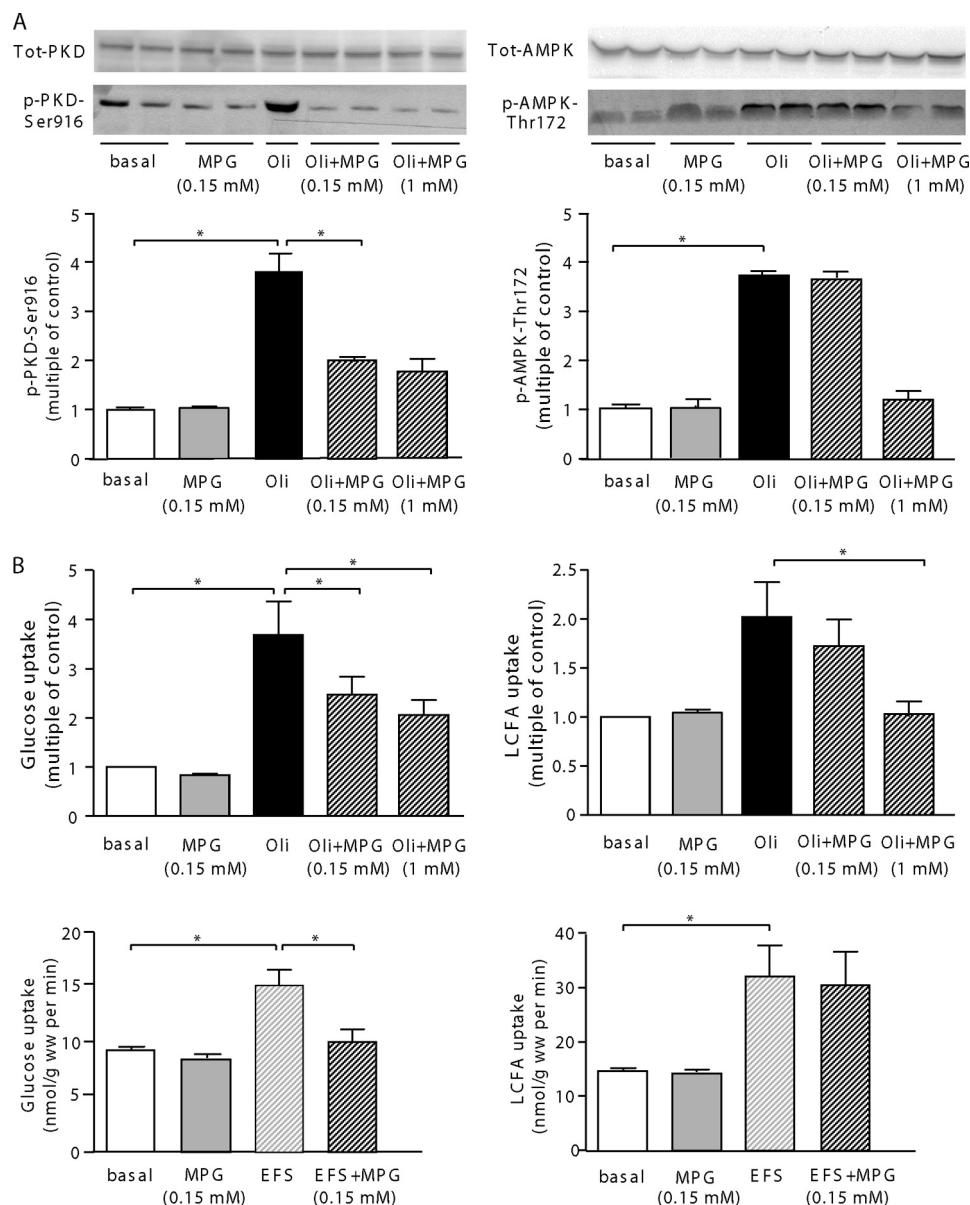 A
Tot-PKD
p-PKD-
Ser916
basal MPG Oli Oli+MPG Oli+MPG
(0.15 mM) (0.15 mM) (1 mM)
Tot-AMPK
p-AMPK-
Thr172
basal MPG Oli Oli+MPG Oli+MPG
(0.15 mM) (0.15 mM) (1 mM)
p-PKD-Ser916
(multiple of control)
5
4
3
2
1
0
* *
basal MPG Oli Oli+MPG Oli+MPG
(0.15 mM) (0.15 mM) (1 mM)
p-AMPK-Thr172
(multiple of control)
5
4
3
2
1
0
*
basal MPG Oli Oli+MPG Oli+MPG
(0.15 mM) (0.15 mM) (1 mM)
B
Glucose uptake
(multiple of control)
5
4
3
2
1
0
*
* *
basal MPG Oli Oli+MPG Oli+MPG
(0.15 mM) (0.15 mM) (1 mM)
LCFA uptake
(multiple of control)
2.5
2.0
1.5
1.0
0.5
0
*
basal MPG Oli Oli+MPG Oli+MPG
(0.15 mM) (0.15 mM) (1 mM)
Glucose uptake
(nmol/g ww per min)
20
15
10
5
0
* *
basal MPG EFS EFS+MPG
(0.15 mM) (0.15 mM)
LCFA uptake
(nmol/g ww per min)
40
30
20
10
0
*
basal MPG EFS EFS+MPG
(0.15 mM) (0.15 mM)